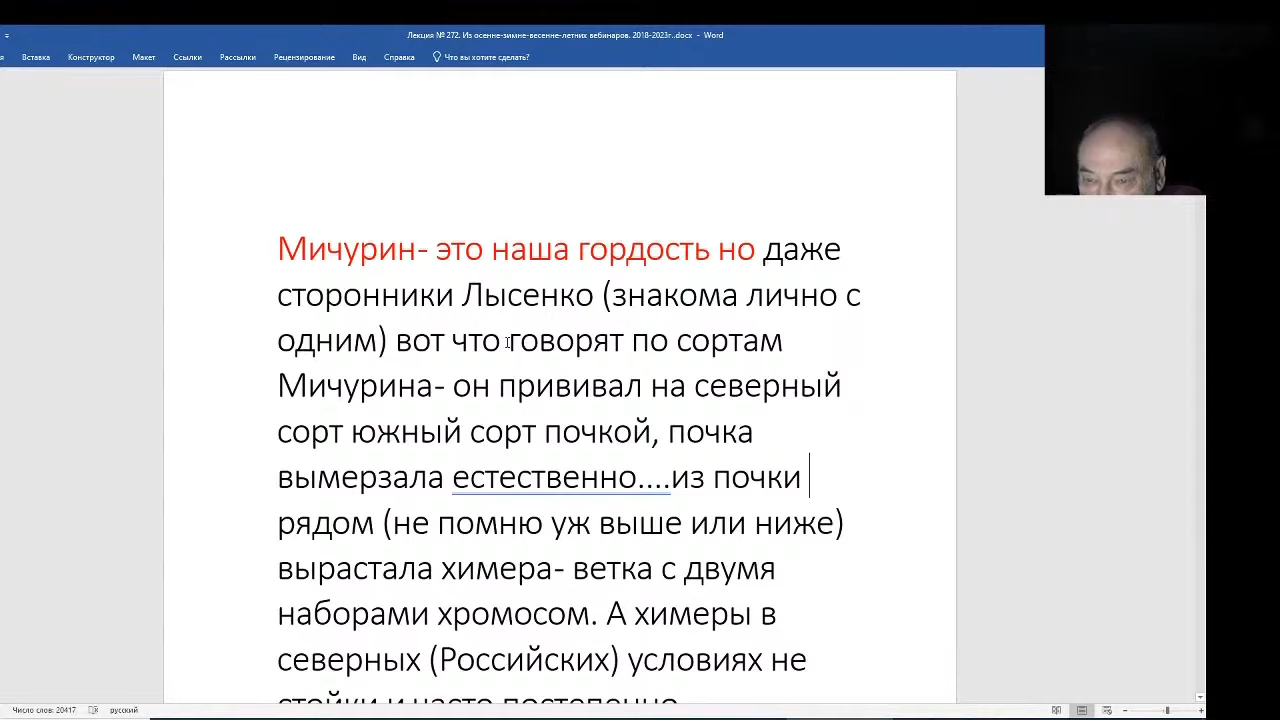 Лекция № 272. Из осенне-зимне-весенне-летних вебинаров. 2018-2023г..docx - Word
Вставка Конструктор Макет Ссылки Рассылки Рецензирование Вид Справка Что вы хотите сделать?
Мичурин- это наша гордость но даже
сторонники Лысенко (знакома лично с
одним) вот что говорят по сортам
Мичурина- он прививал на северный
сорт южный сорт почкой, почка
вымерзала естественно....из почки
рядом (не помню уж выше или ниже)
вырастала химера- ветка с двумя
наборами хромосом. А химеры в
северных (Российских) условиях не
стойки и часто постепенно
Число слов: 20417 русский